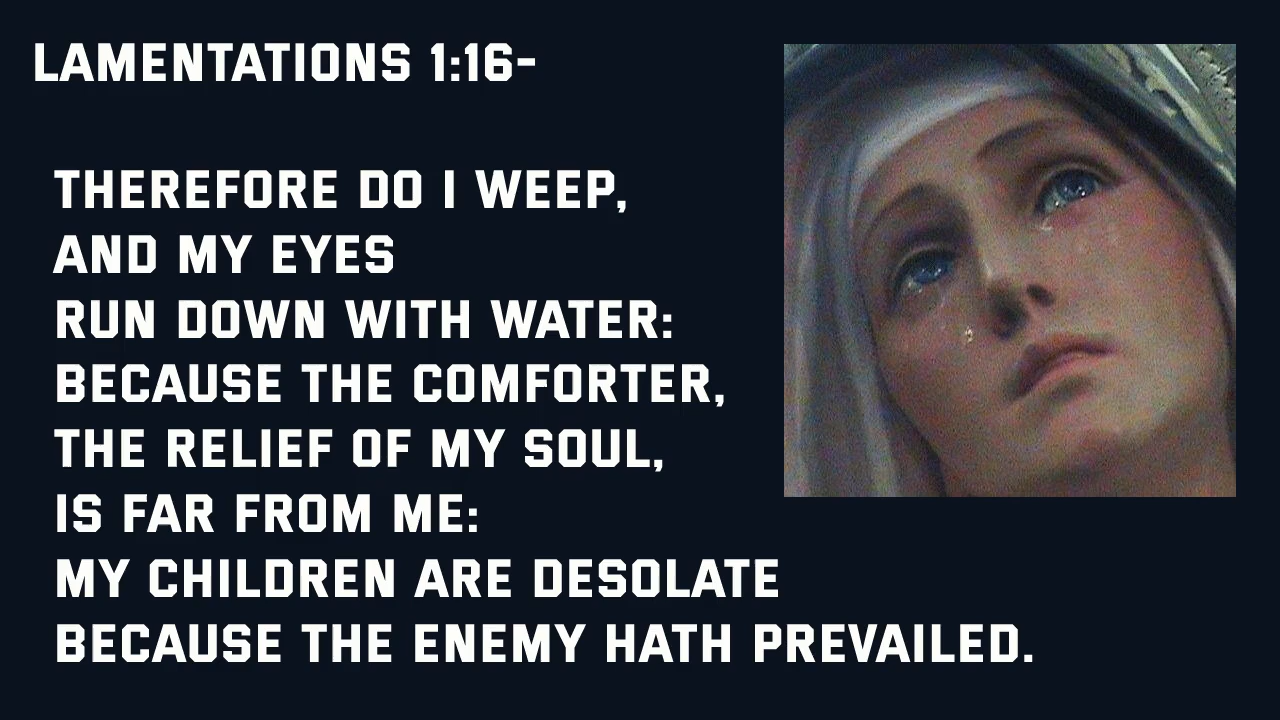 LAMENTATIONS 1:16-
THEREFORE DO I WEEP,
AND MY EYES
RUN DOWN WITH WATER:
BECAUSE THE COMFORTER,
THE RELIEF OF MY SOUL,
IS FAR FROM ME:
MY CHILDREN ARE DESOLATE
BECAUSE THE ENEMY HATH PREVAILED.